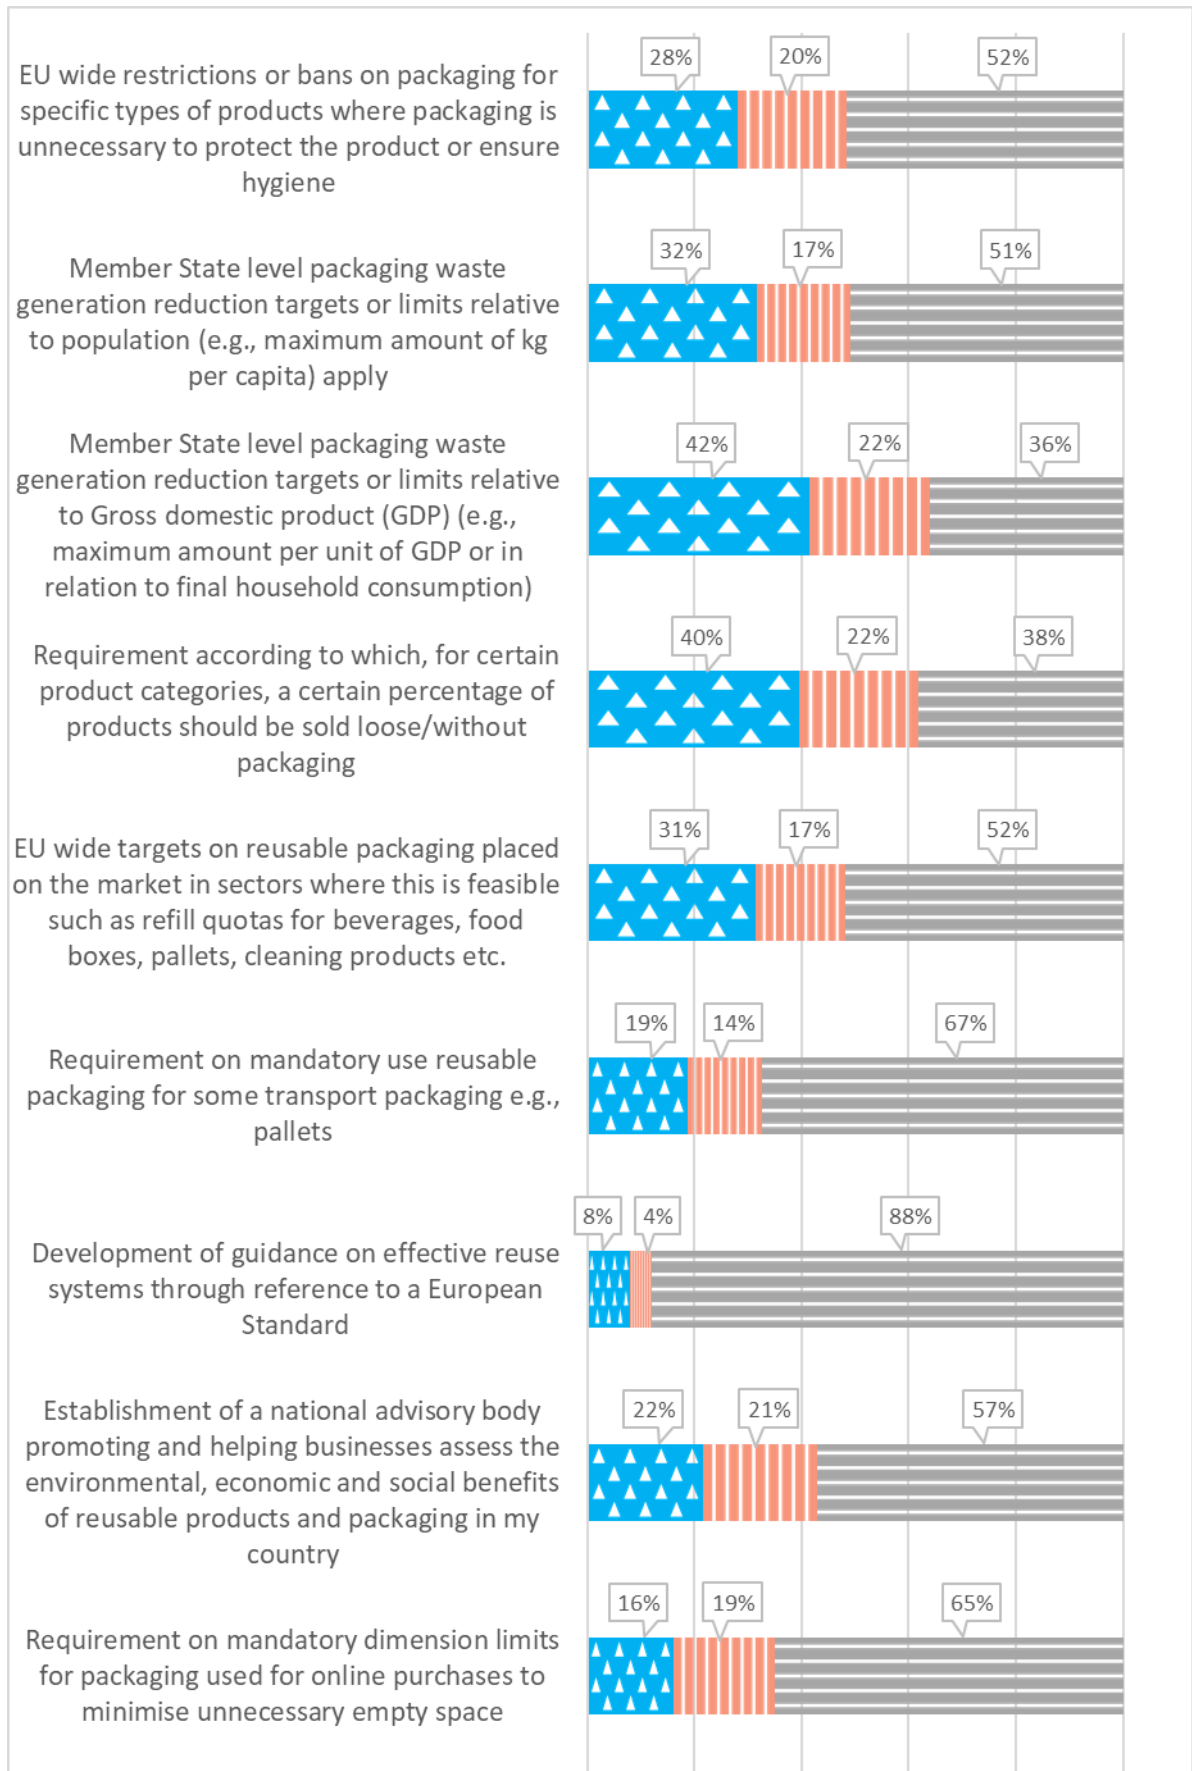 28% 20% 52%
EU wide restrictions or bans on packaging for
specific types of products where packaging is
unnecessary to protect the product or ensure
hygiene
32% 17% 51%
Member State level packaging waste
generation reduction targets or limits relative
to population (e.g., maximum amount of kg
per capita) apply
42% 22% 36%
Member State level packaging waste
generation reduction targets or limits relative
to Gross domestic product (GDP) (e.g.,
maximum amount per unit of GDP or in
relation to final household consumption)
40% 22% 38%
Requirement according to which, for certain
product categories, a certain percentage of
products should be sold loose/without
packaging
31% 17% 52%
EU wide targets on reusable packaging placed
on the market in sectors where this is feasible
such as refill quotas for beverages, food
boxes, pallets, cleaning products etc.
19% 14% 67%
Requirement on mandatory use reusable
packaging for some transport packaging e.g.,
pallets
8% 4% 88%
Development of guidance on effective reuse
systems through reference to a European
Standard
22% 21% 57%
Establishment of a national advisory body
promoting and helping businesses assess the
environmental, economic and social benefits
of reusable products and packaging in my
country
16% 19% 65%
Requirement on mandatory dimension limits
for packaging used for online purchases to
minimise unnecessary empty space